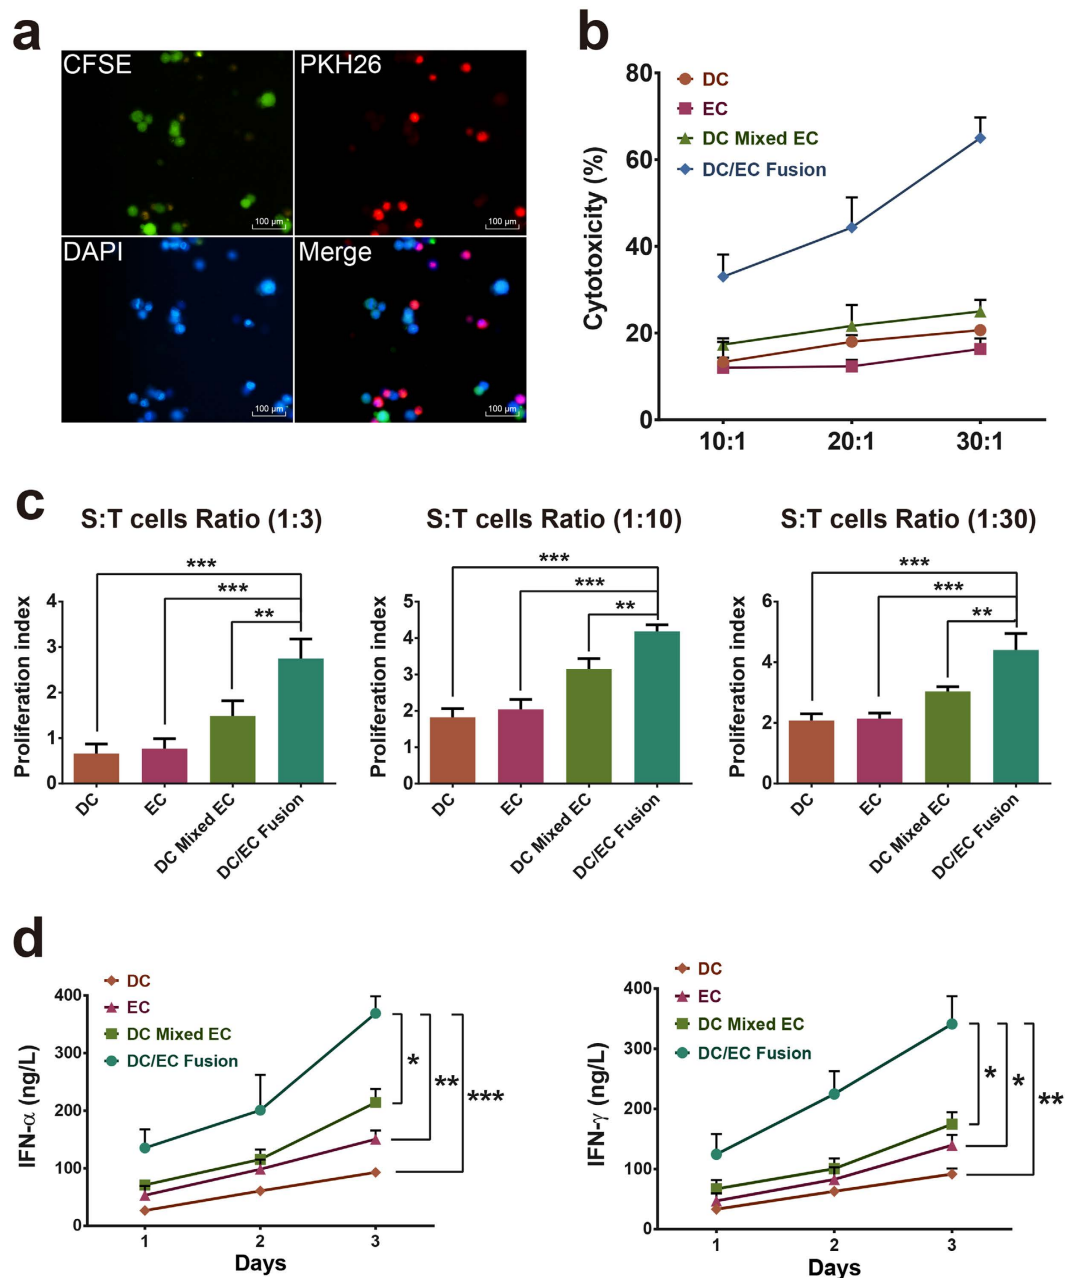 a
CFSE
PKH26
100 µm
100 µm
DAPI
Merge
100 µm
100 µm
b
Cytotoxicity (%)
80
60
40
20
0
DC
EC
DC Mixed EC
DC/EC Fusion
10:1
20:1
30:1
c
S:T cells Ratio (1:3)
***
***
**
Proliferation index
4
3
2
1
0
DC
EC
DC Mixed EC
DC/EC Fusion
S:T cells Ratio (1:10)
***
***
**
Proliferation index
5
4
3
2
1
0
DC
EC
DC Mixed EC
DC/EC Fusion
S:T cells Ratio (1:30)
***
***
**
Proliferation index
6
4
2
0
DC
EC
DC Mixed EC
DC/EC Fusion
d
DC
EC
DC Mixed EC
DC/EC Fusion
IFN-α (ng/L)
400
300
200
100
0
*
**
***
1
2
3
Days
DC
EC
DC Mixed EC
DC/EC Fusion
IFN-γ (ng/L)
400
300
200
100
0
*
*
**
1
2
3
Days